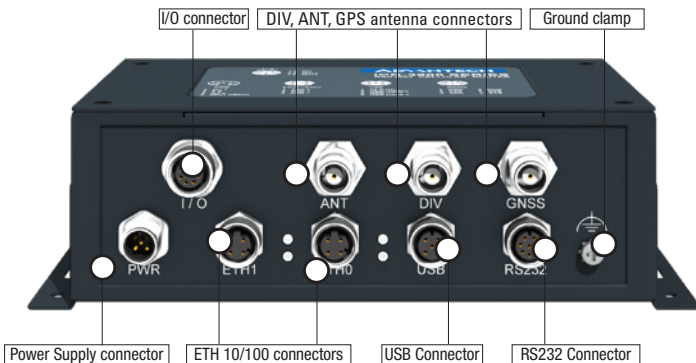 I/O connector
DIV, ANT, GPS antenna connectors
Ground clamp
ADVANTECH
I/O
ANT
DIV
GNSS
PWR
ETH1
USB
RS232
Power Supply connector
ETH 10/100 connectors
USB Connector
RS232 Connector